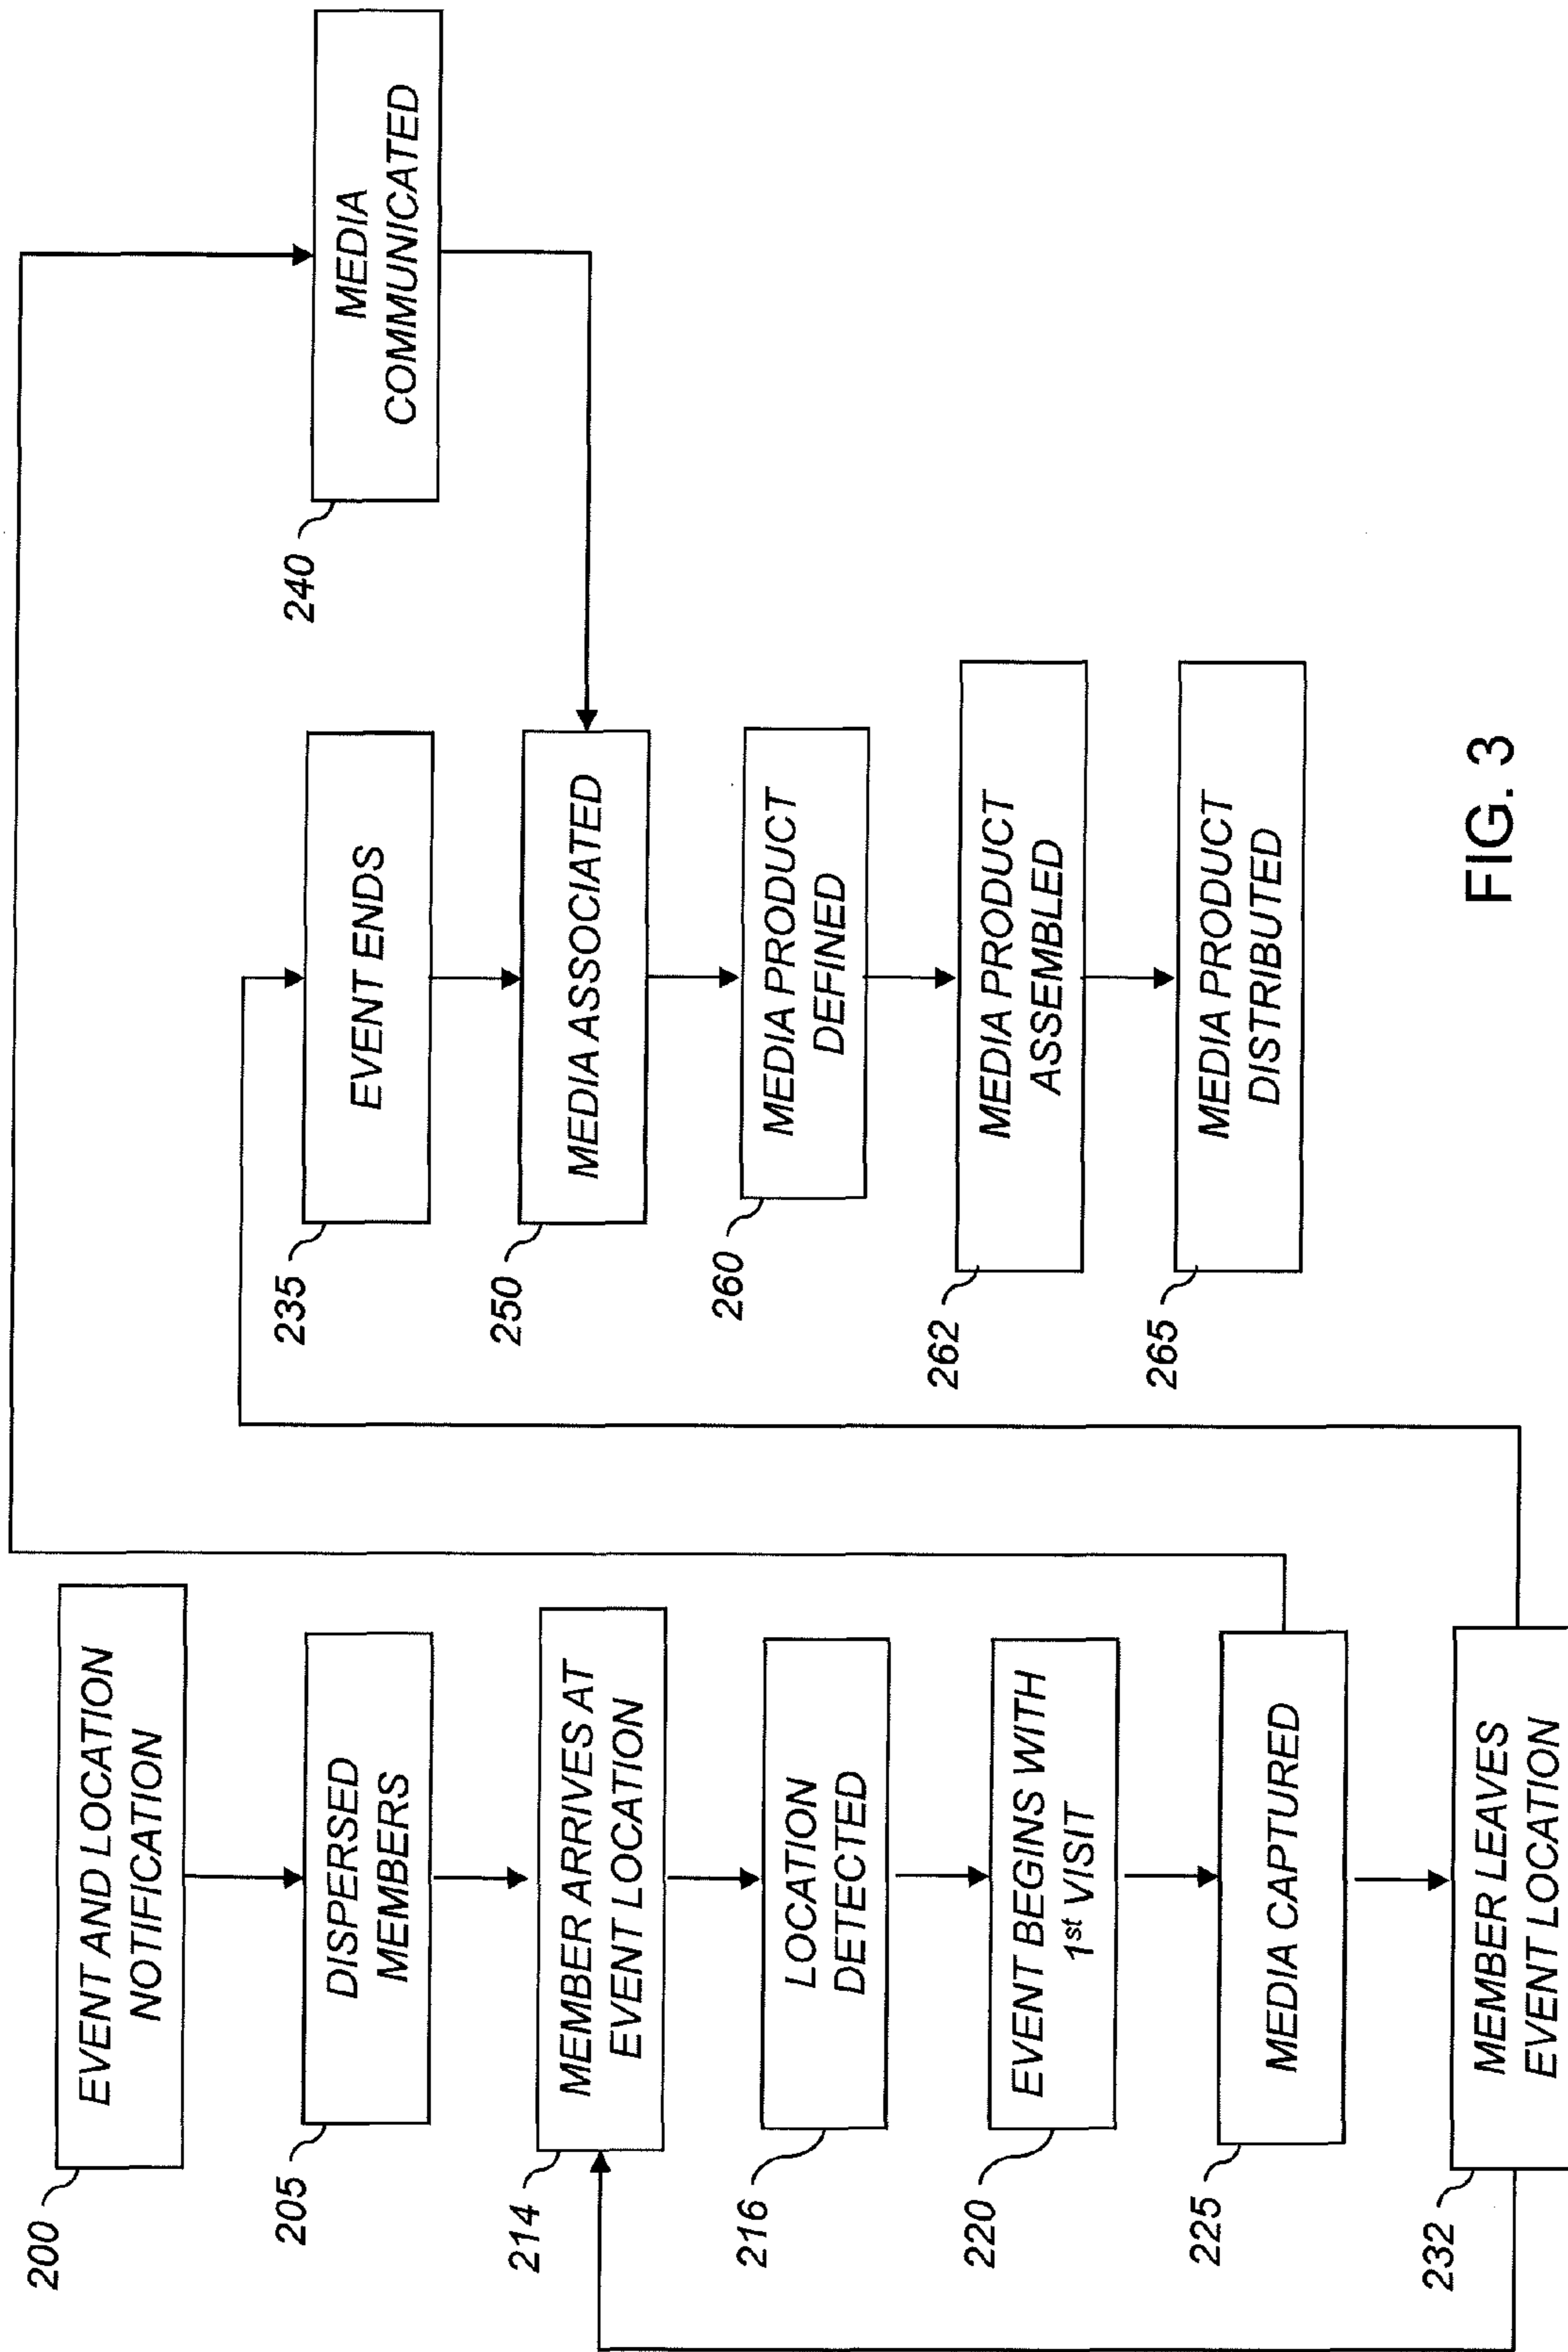 200
EVENT AND LOCATION
NOTIFICATION
205
DISPERSED
MEMBERS
214
MEMBER ARRIVES AT
EVENT LOCATION
216
LOCATION
DETECTED
220
EVENT BEGINS WITH
1st VISIT
225
MEDIA CAPTURED
232
MEMBER LEAVES
EVENT LOCATION
235
EVENT ENDS
250
MEDIA ASSOCIATED
260
MEDIA PRODUCT
DEFINED
262
MEDIA PRODUCT
ASSEMBLED
265
MEDIA PRODUCT
DISTRIBUTED
240
MEDIA
COMMUNICATED
FIG. 3